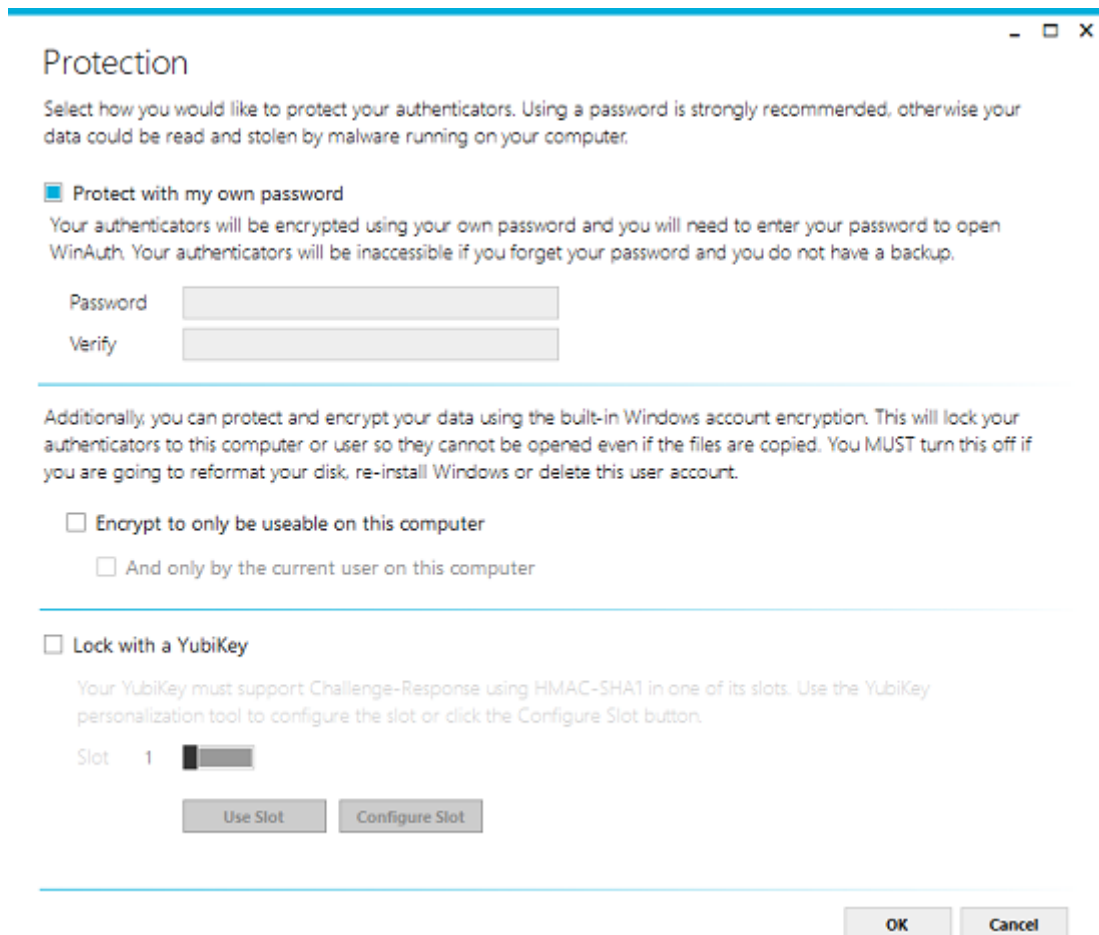 Protection
Select how you would like to protect your authenticators. Using a password is strongly recommended, otherwise your
data could be read and stolen by malware running on your computer.
Protect with my own password
Your authenticators will be encrypted using your own password and you will need to enter your password to open
WinAuth. Your authenticators will be inaccessible if you forget your password and you do not have a backup.
Password
Verify
Additionally, you can protect and encrypt your data using the built-in Windows account encryption. This will lock your
authenticators to this computer or user so they cannot be opened even if the files are copied. You MUST turn this off if
you are going to reformat your disk, re-install Windows or delete this user account.
Encrypt to only be useable on this computer
And only by the current user on this computer
Lock with a YubiKey
Your YubiKey must support Challenge-Response using HMAC-SHA1 in one of its slots. Use the YubiKey
personalization tool to configure the slot or click the Configure Slot button.
Slot 1
Use Slot Configure Slot
OK Cancel